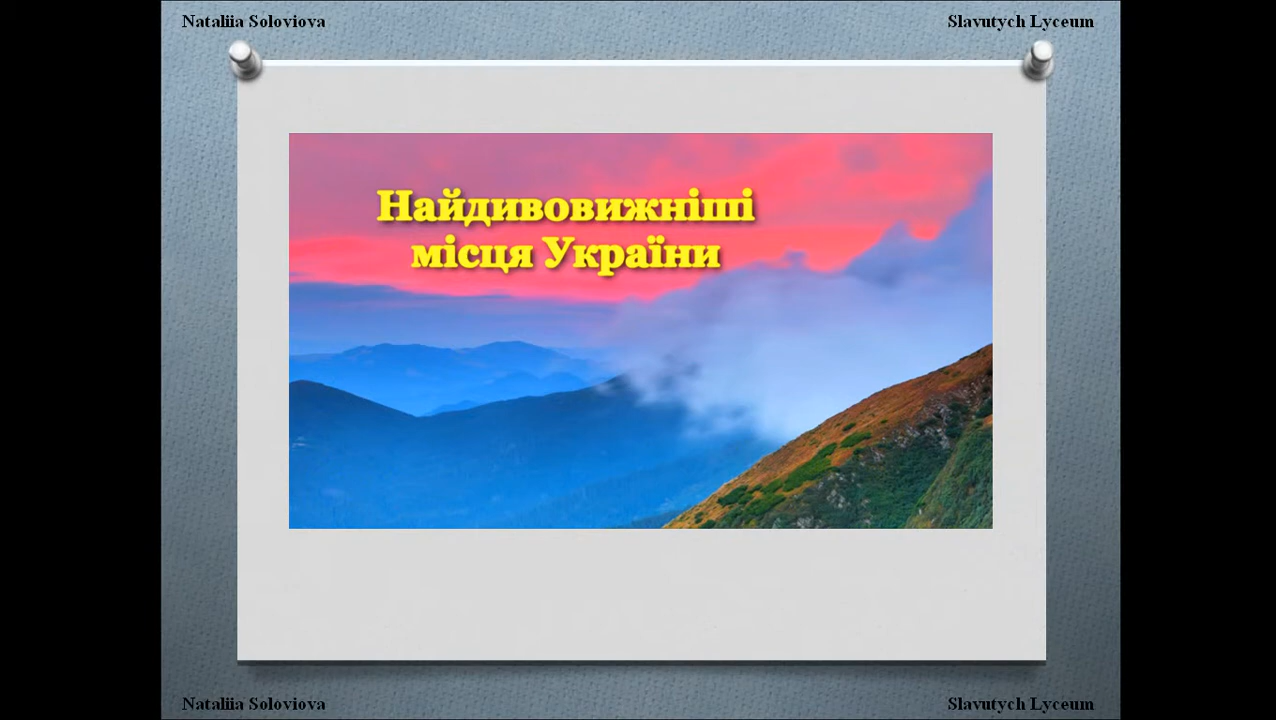 Nataliia Soloviova
Slavutych Lyceum
Найдивовижніші
місця України
Nataliia Soloviova
Slavutych Lyceum